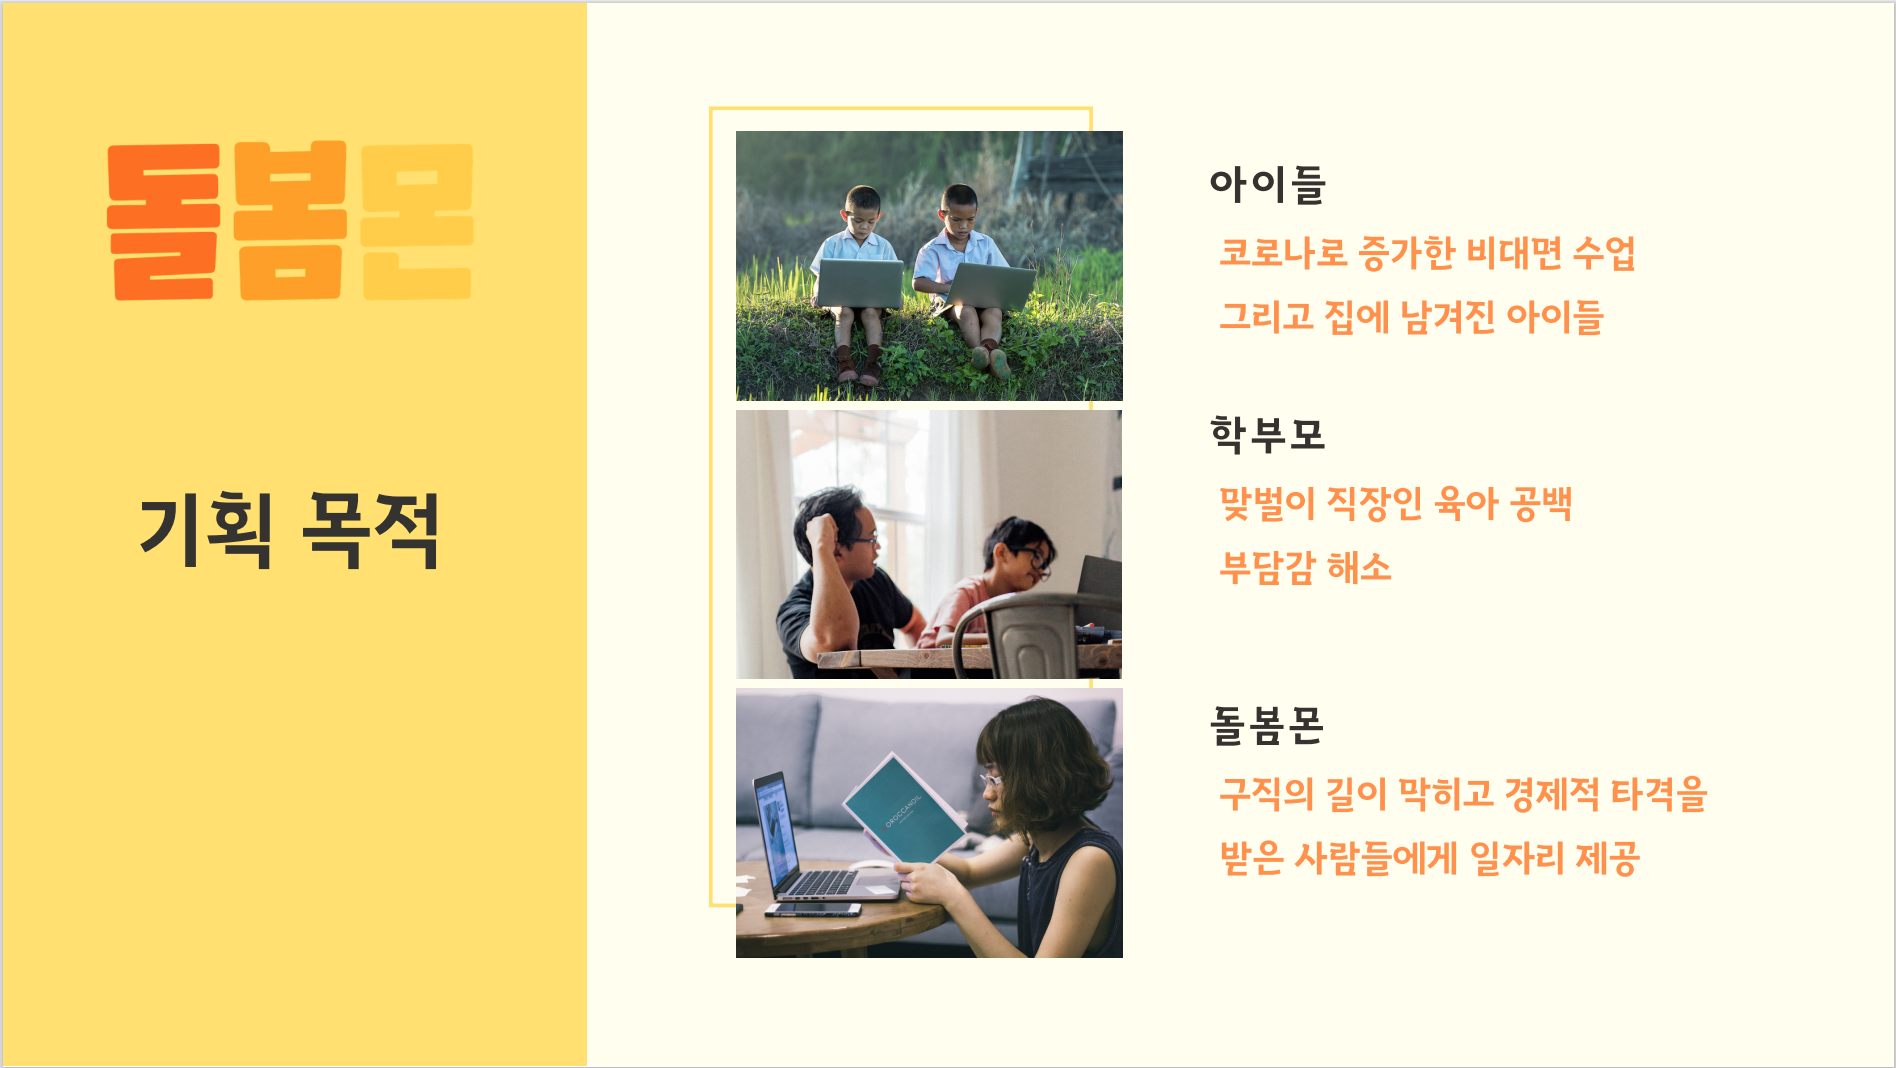 돌봄몬
기획 목적
아이들
코로나로 증가한 비대면 수업
그리고 집에 남겨진 아이들
학부모
맞벌이 직장인 육아 공백
부담감 해소
돌봄몬
구직의 길이 막히고 경제적 타격을
받은 사람들에게 일자리 제공